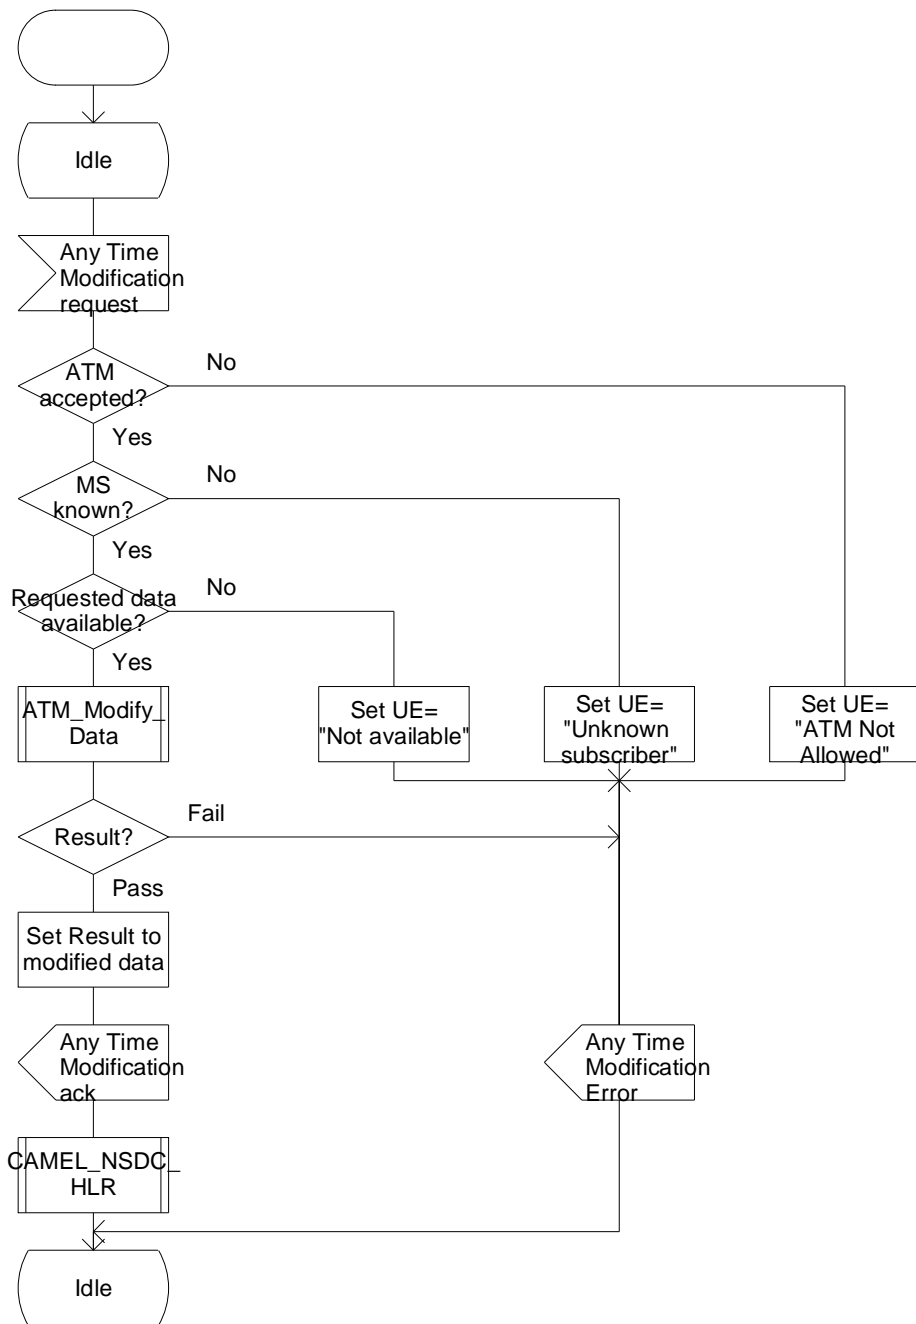 Idle
Any Time
Modification
request
ATM
accepted?
No
Yes
MS
known?
No
Yes
Requested data
available?
No
Yes
ATM_Modify_
Data
Set UE=
"Not available"
Set UE=
"Unknown
subscriber"
Set UE=
"ATM Not
Allowed"
Result?
Fail
Pass
Set Result to
modified data
Any Time
Modification
ack
Any Time
Modification
Error
CAMEL_NSDC_
HLR
Idle